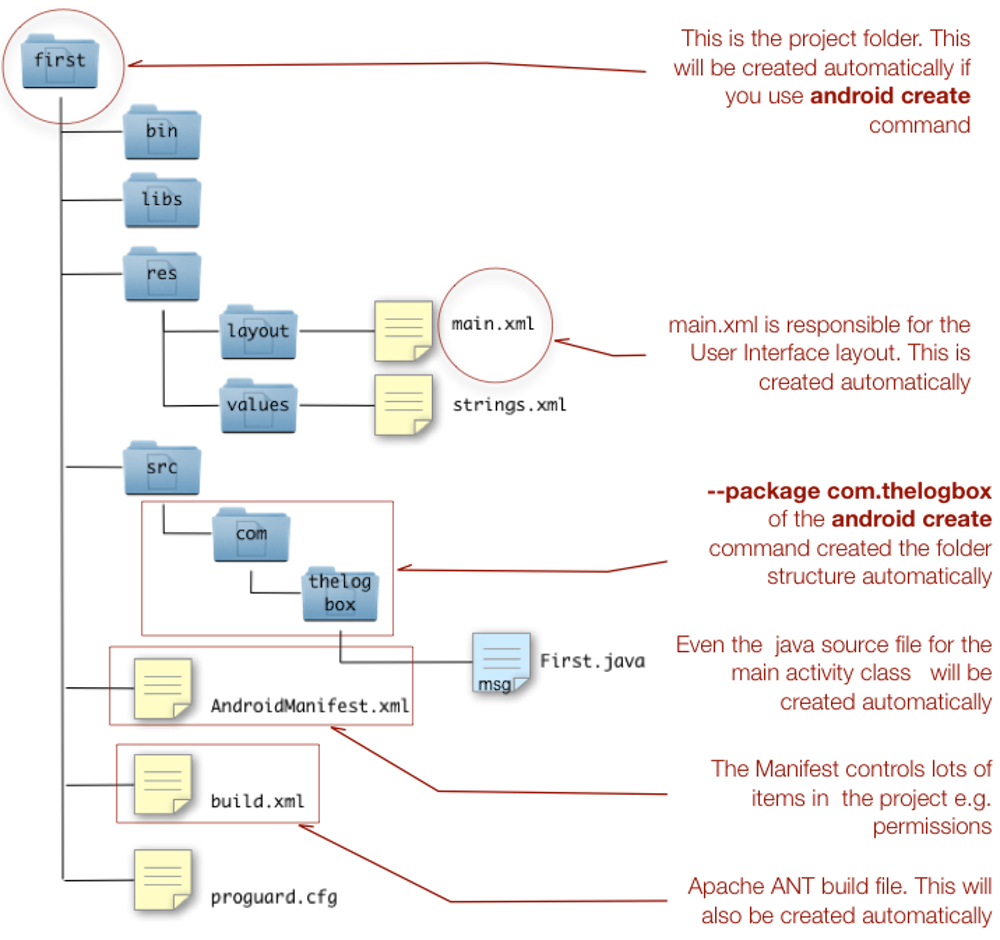 first
This is the project folder. This
will be created automatically if
you use android create
command
bin
libs
res
layout
main.xml
main.xml is responsible for the
User Interface layout. This is
created automatically
values
strings.xml
src
--package com.thelogbox
of the android create
command created the folder
structure automatically
com
thelog
box
First.java
msg
Even the java source file for the
main activity class will be
created automatically
AndroidManifest.xml
The Manifest controls lots of
items in the project e.g.
permissions
build.xml
Apache ANT build file. This will
also be created automatically
proguard.cfg